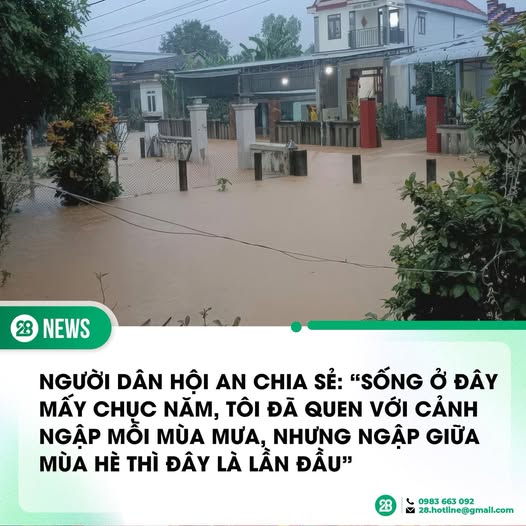 28 NEWS
NGƯỜI DÂN HỘI AN CHIA SẺ: “SỐNG Ở ĐÂY
MẤY CHỤC NĂM, TÔI ĐÃ QUEN VỚI CẢNH
NGẬP MỖI MÙA MƯA, NHƯNG NGẬP GIỮA
MÙA HÈ THÌ ĐÂY LÀ LẦN ĐẦU”
28
0983 663 092
28.hotline@gmail.com